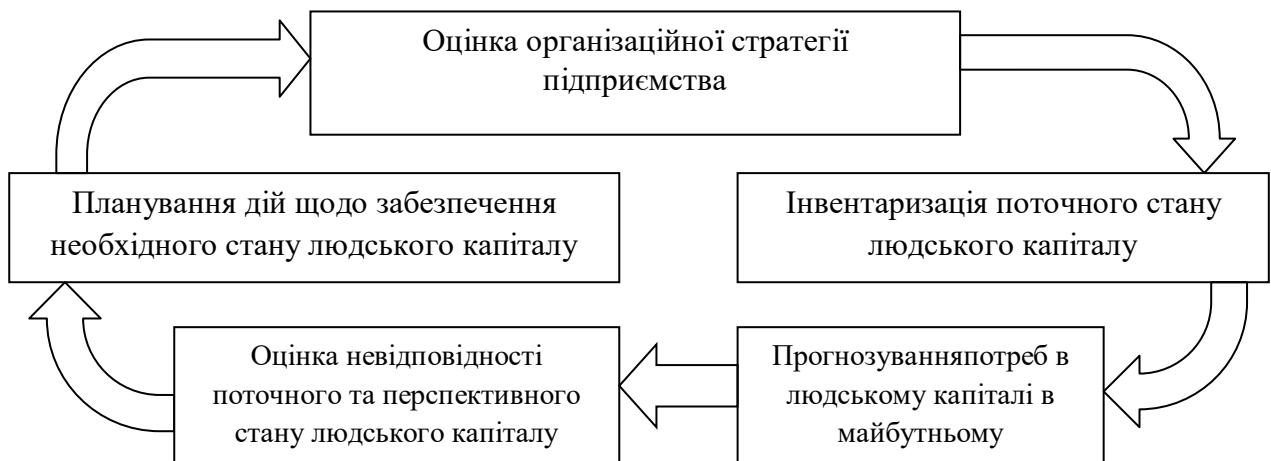 Оцінка організаційної стратегії
підприємства
Планування дій щодо забезпечення
необхідного стану людського капіталу
Інвентаризація поточного стану
людського капіталу
Оцінка невідповідності
поточного та перспективного
стану людського капіталу
Прогнозуванняпотреб в
людському капіталі в
майбутньому